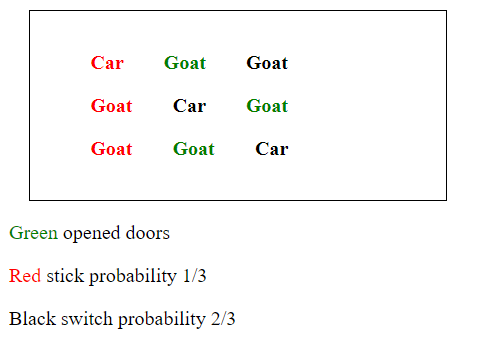 Car Goat Goat
Goat Car Goat
Goat Goat Car
Green opened doors
Red stick probability 1/3
Black switch probability 2/3